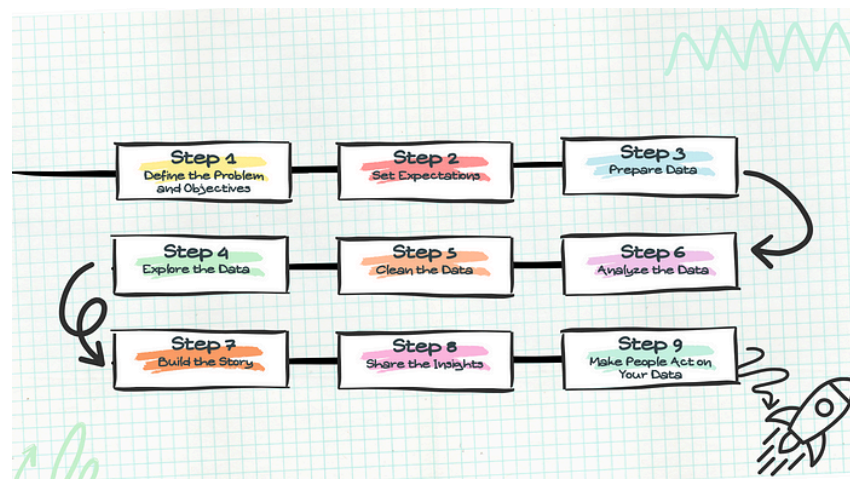 Step 1
Define the Problem
and Objectives
Step 2
Set Expectations
Step 3
Prepare Data
Step 4
Explore the Data
Step 5
Clean the Data
Step 6
Analyze the Data
Step 7
Build the Story
Step 8
Share the Insights
Step 9
Make People Act on
Your Data